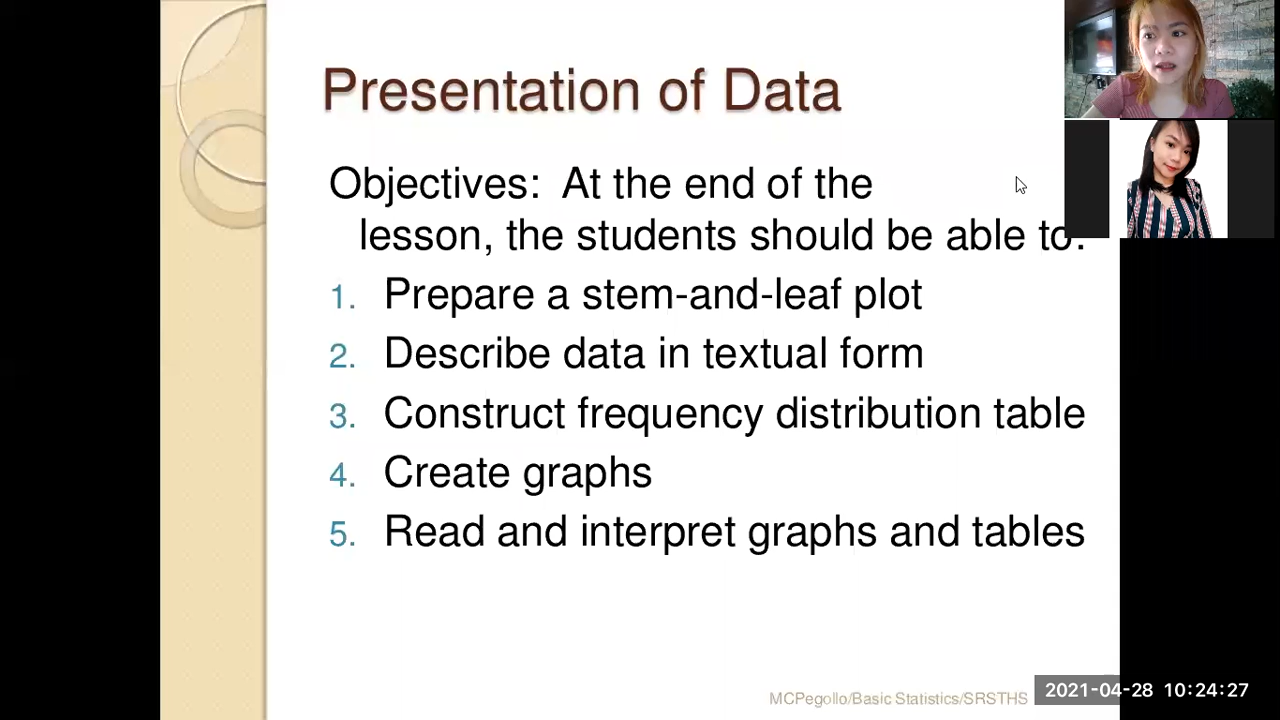 Presentation of Data
Objectives: At the end of the
lesson, the students should be able to:
1. Prepare a stem-and-leaf plot
2. Describe data in textual form
3. Construct frequency distribution table
4. Create graphs
5. Read and interpret graphs and tables
MCPegollo/Basic Statistics/SRSTHS
2021-04-28 10:24:27